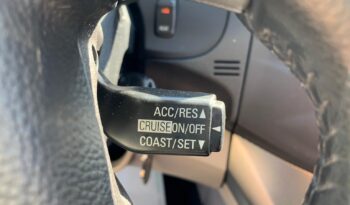 ACC/RES▲
CRUISE ON/OFF ◄
COAST/SET▼